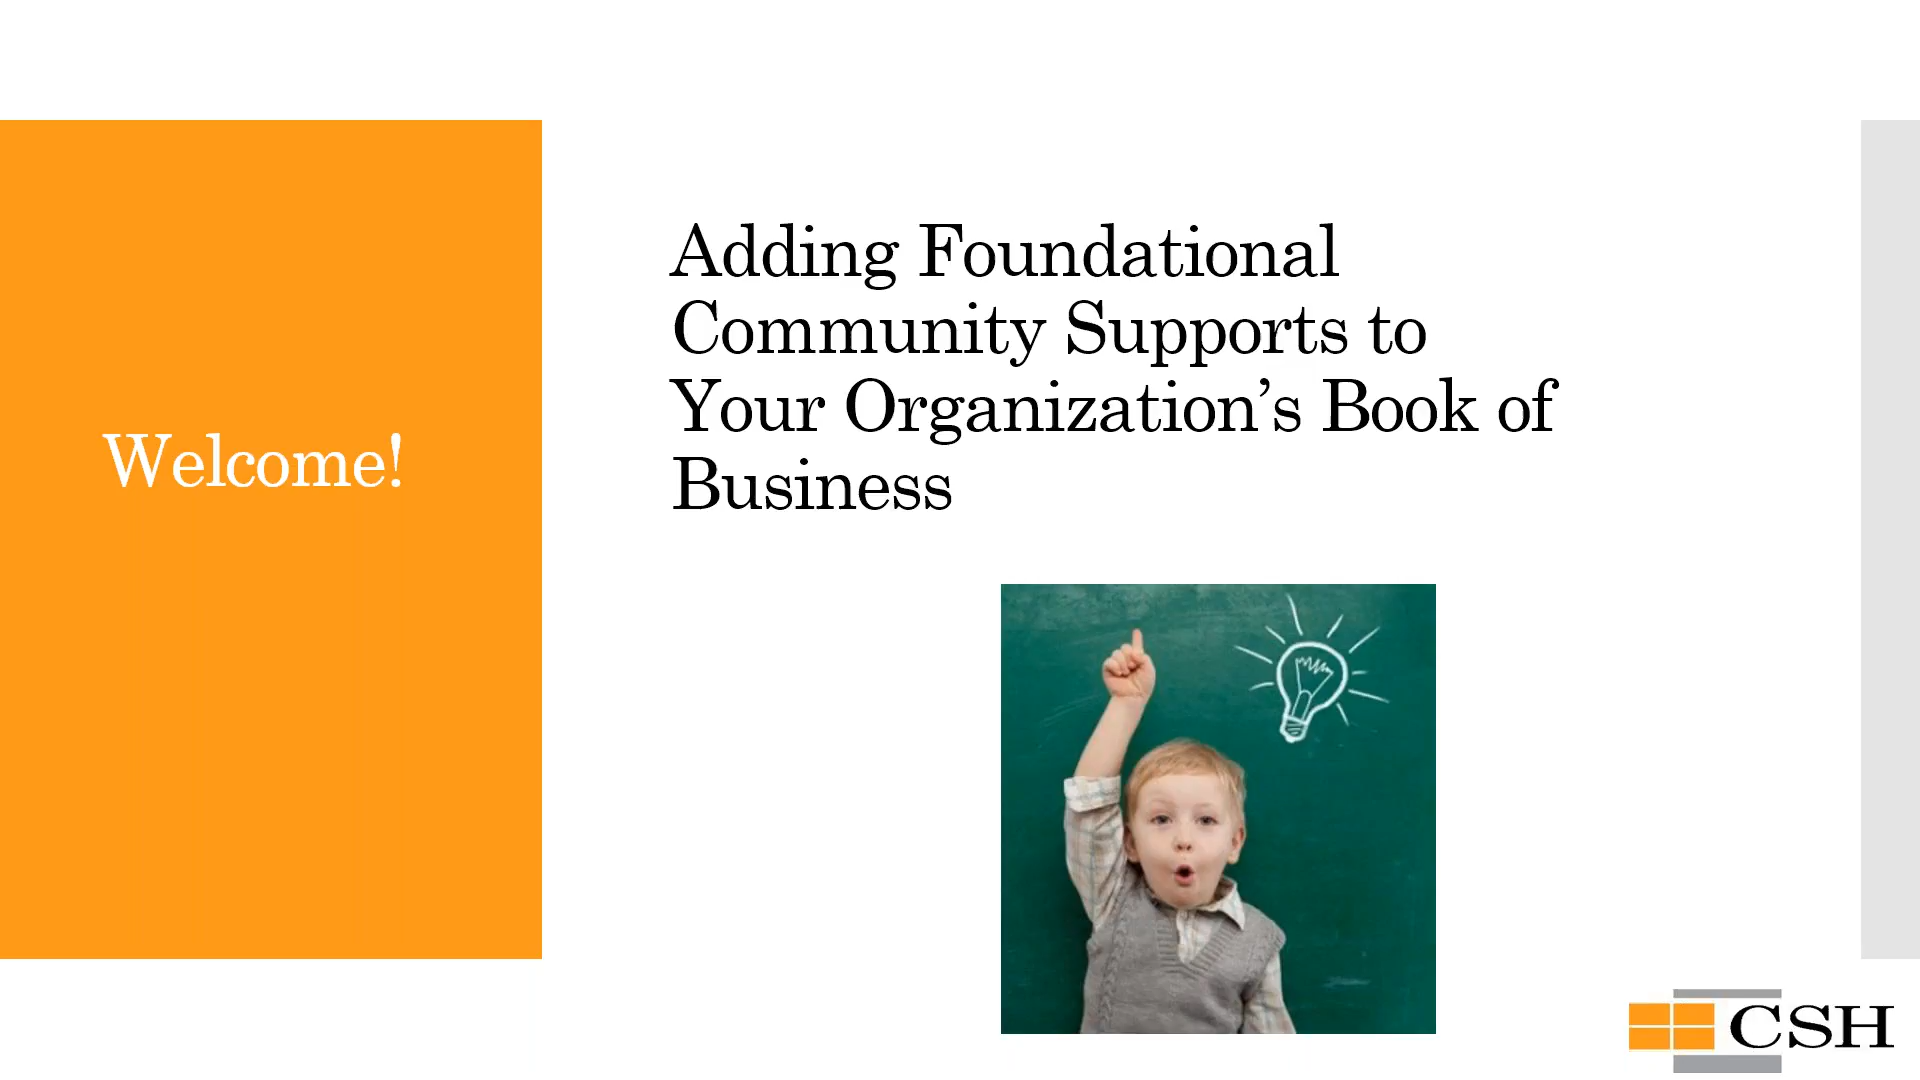 Welcome!
Adding Foundational
Community Supports to
Your Organization’s Book of
Business
CSH